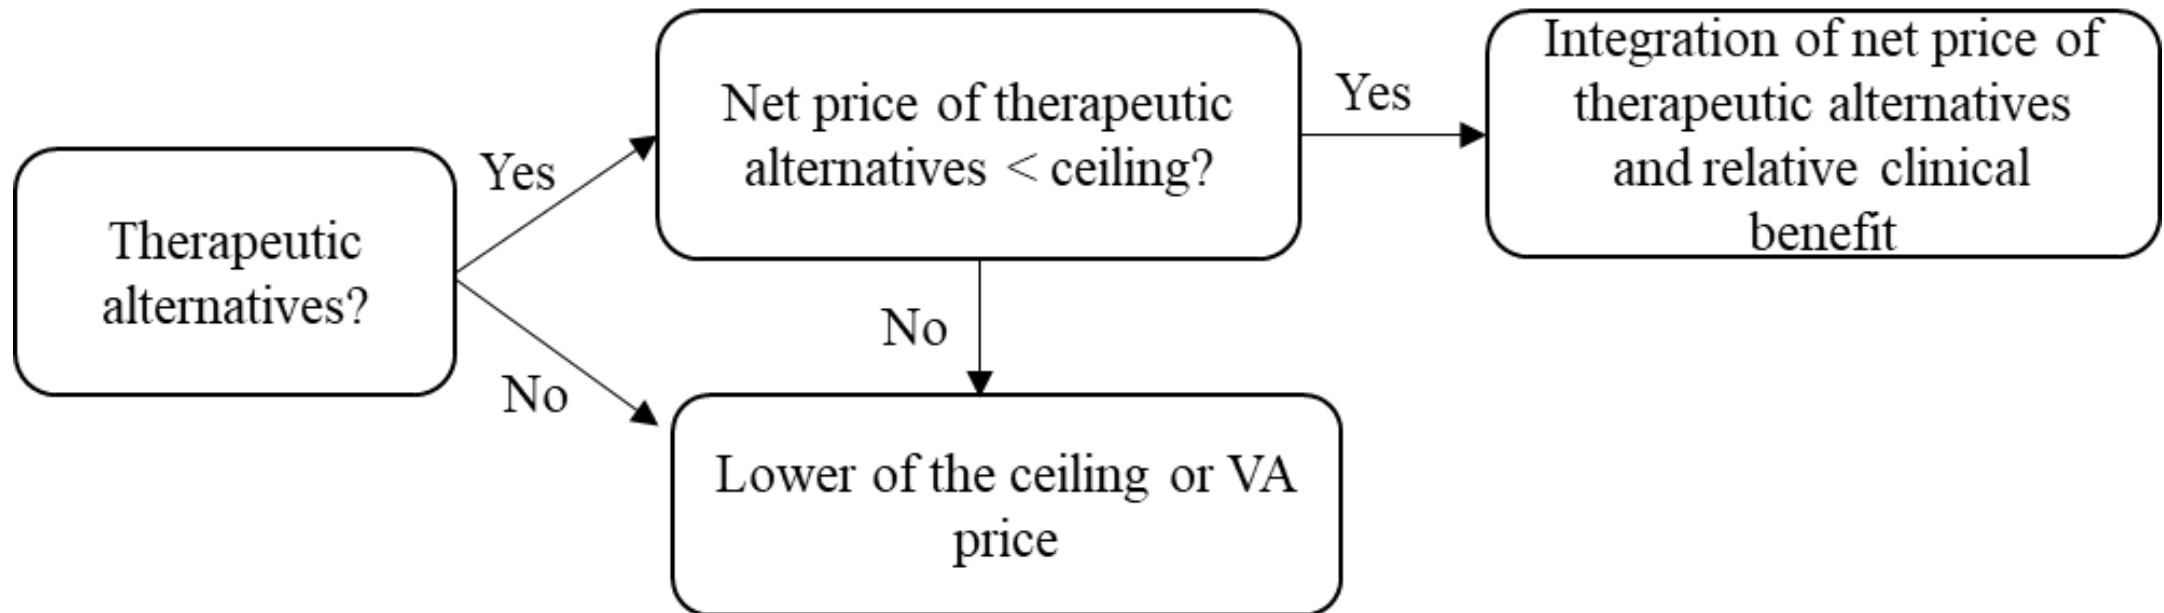 Therapeutic
alternatives?
Yes
No
Net price of therapeutic
alternatives < ceiling?
Yes
No
Integration of net price of
therapeutic alternatives
and relative clinical
benefit
Lower of the ceiling or VA
price